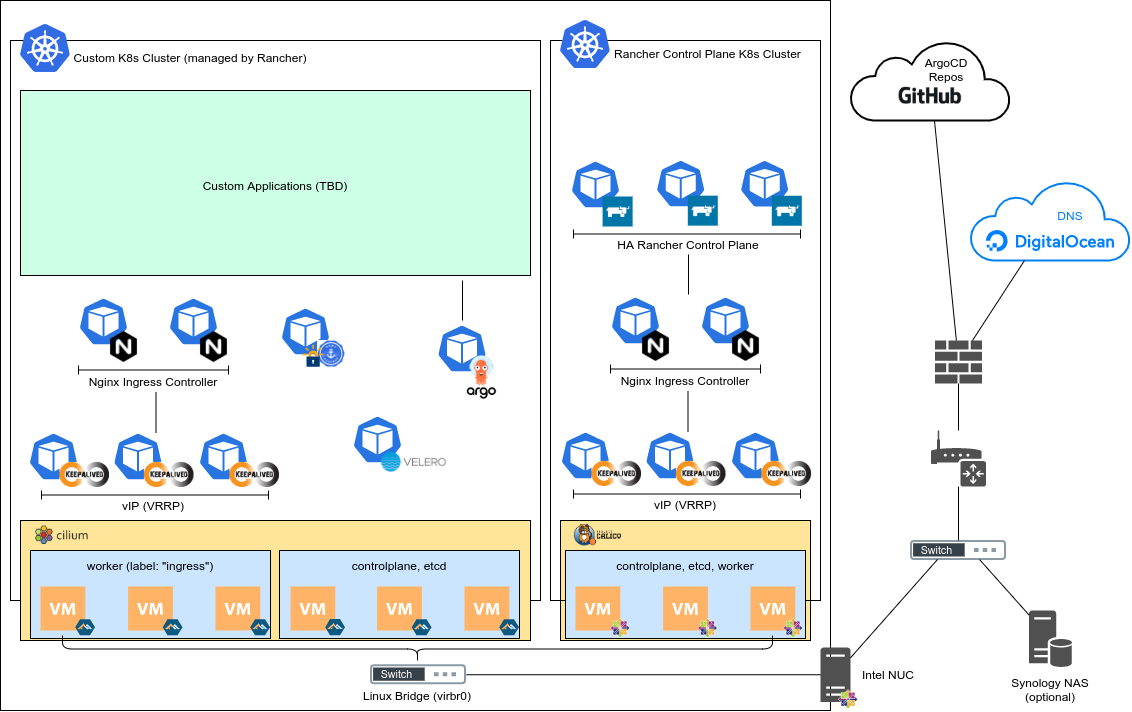 Custom K8s Cluster (managed by Rancher)
Rancher Control Plane K8s Cluster
ArgoCD
Repos
GitHub
Custom Applications (TBD)
DNS
DigitalOcean
HA Rancher Control Plane
N
N
argo
N
N
Nginx Ingress Controller
Nginx Ingress Controller
KEEPALIVED
KEEPALIVED
KEEPALIVED
VELERO
KEEPALIVED
KEEPALIVED
KEEPALIVED
vIP (VRRP)
vIP (VRRP)
cilium
CALICO
Switch
worker (label: "ingress")
controlplane, etcd
controlplane, etcd, worker
VM
VM
VM
VM
VM
VM
VM
VM
VM
Switch
Linux Bridge (virbr0)
Intel NUC
Synology NAS
(optional)